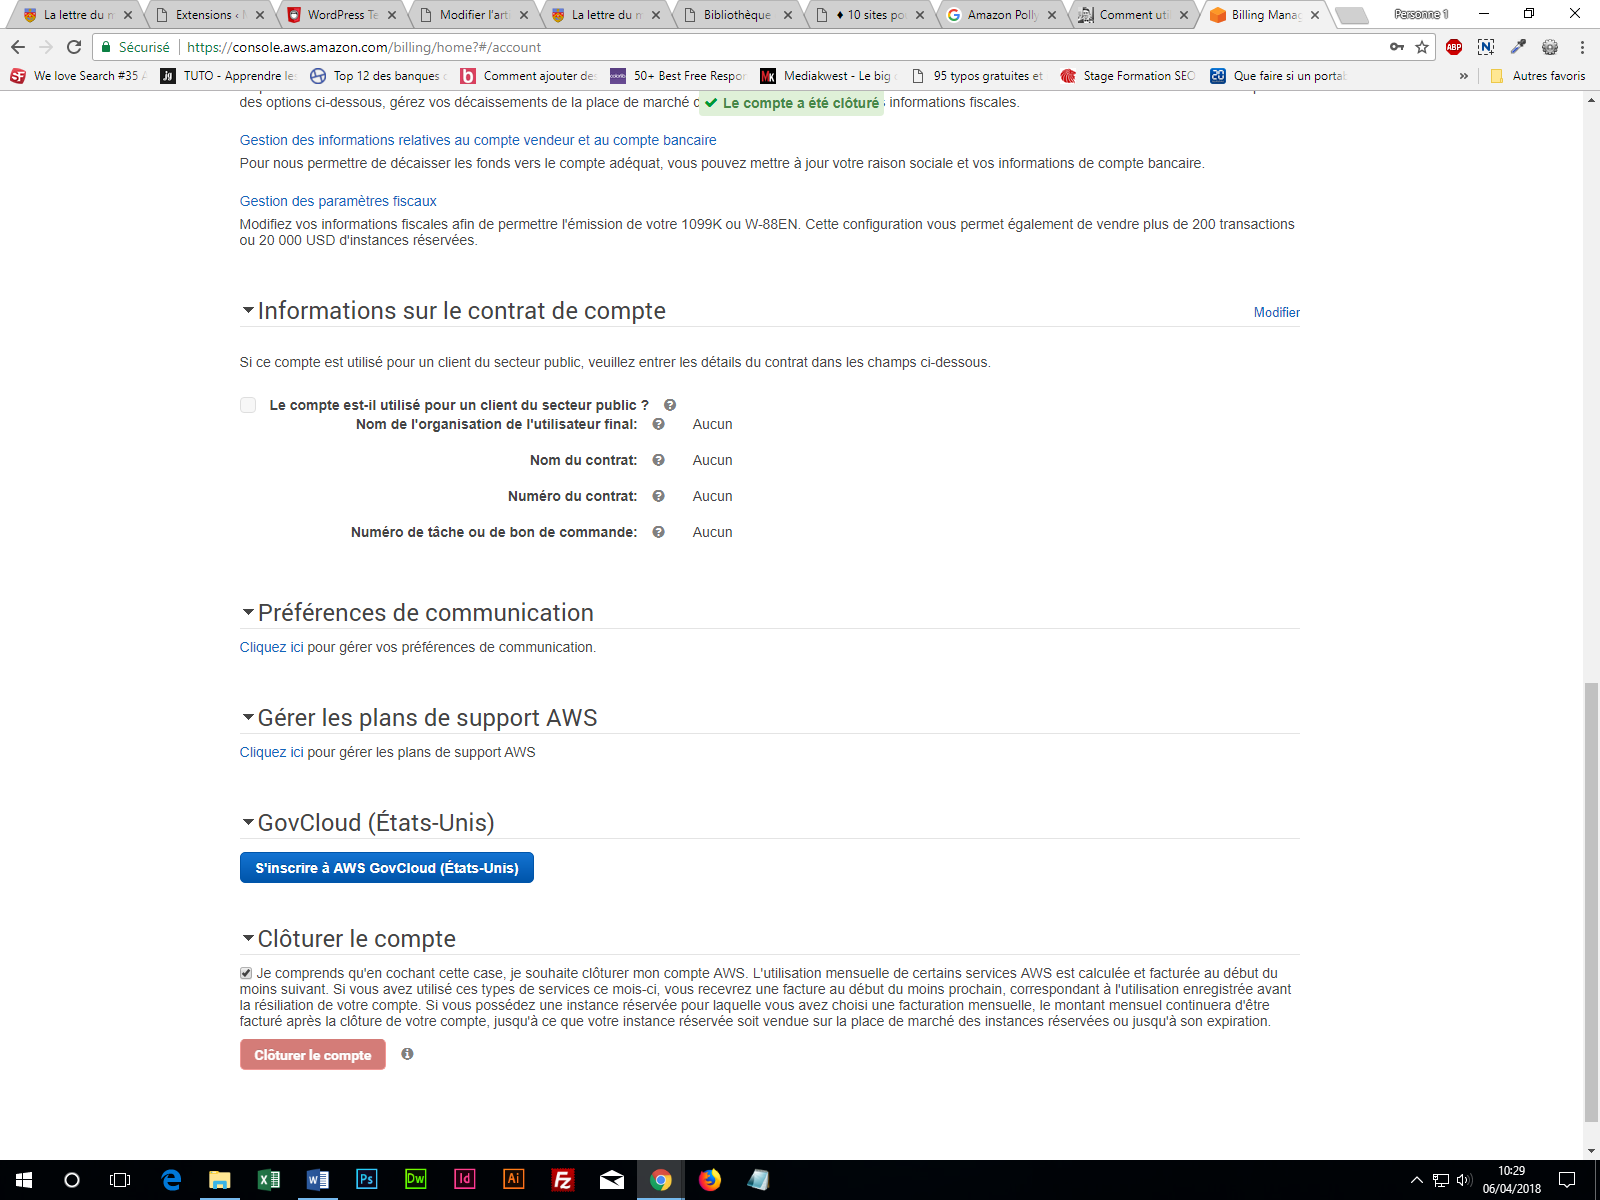 La lettre du m
Extensions ‹
WordPress Te
Modifier l'art
La lettre du m
Bibliothèque
♦ 10 sites po
Amazon Polly
Comment uti
Billing Manag
Personne 1
Sécurisé
https://console.aws.amazon.com/billing/home?#/account
ABP
We love Search #35
TUTO - Apprendre le
Top 12 des banques
Comment ajouter des
50+ Best Free Respor
Mediakwest - Le big
95 typos gratuites et
Stage Formation SEO
Que faire si un porta
»
Autres favoris
des options ci-dessous, gérez vos décaissements de la place de marché
Le compte a été clôturé
informations fiscales.
Gestion des informations relatives au compte vendeur et au compte bancaire
Pour nous permettre de décaisser les fonds vers le compte adéquat, vous pouvez mettre à jour votre raison sociale et vos informations de compte bancaire.
Gestion des paramètres fiscaux
Modifiez vos informations fiscales afin de permettre l'émission de votre 1099K ou W-88EN. Cette configuration vous permet également de vendre plus de 200 transactions
ou 20 000 USD d'instances réservées.
Informations sur le contrat de compte
Modifier
Si ce compte est utilisé pour un client du secteur public, veuillez entrer les détails du contrat dans les champs ci-dessous.
Le compte est-il utilisé pour un client du secteur public ?
Nom de l'organisation de l'utilisateur final: Aucun
Nom du contrat: Aucun
Numéro du contrat: Aucun
Numéro de tâche ou de bon de commande: Aucun
Préférences de communication
Cliquez ici pour gérer vos préférences de communication.
Gérer les plans de support AWS
Cliquez ici pour gérer les plans de support AWS
GovCloud (États-Unis)
S'inscrire à AWS GovCloud (États-Unis)
Clôturer le compte
Je comprends qu'en cochant cette case, je souhaite clôturer mon compte AWS. L'utilisation mensuelle de certains services AWS est calculée et facturée au début du
moins suivant. Si vous avez utilisé ces types de services ce mois-ci, vous recevrez une facture au début du moins prochain, correspondant à l'utilisation enregistrée avant
la résiliation de votre compte. Si vous possédez une instance réservée pour laquelle vous avez choisi une facturation mensuelle, le montant mensuel continuera d'être
facturé après la clôture de votre compte, jusqu'à ce que votre instance réservée soit vendue sur la place de marché des instances réservées ou jusqu'à son expiration.
Clôturer le compte
Ps
Dw
Id
Ai
10:29
06/04/2018